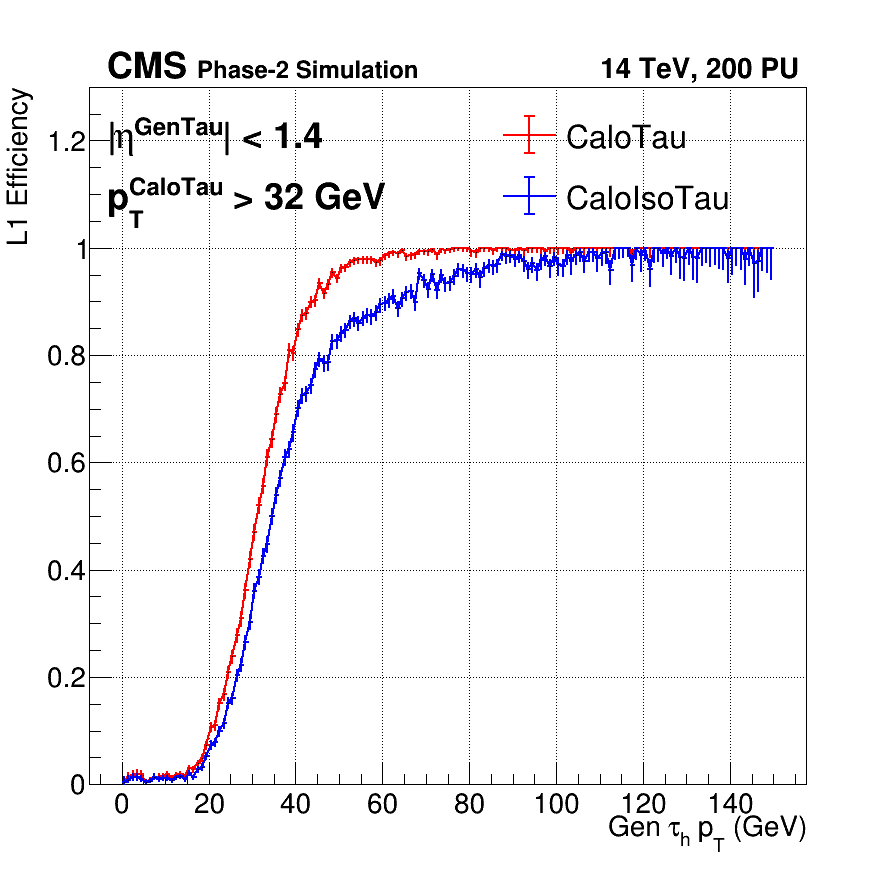 CMS Phase-2 Simulation 14 TeV, 200 PU
L1 Efficiency
|η^GenTau| < 1.4
p_T^CaloTau > 32 GeV
CaloTau
CaloIsoTau
1.2
1
0.8
0.6
0.4
0.2
0
0 20 40 60 80 100 120 140
Gen τ_h p_T (GeV)